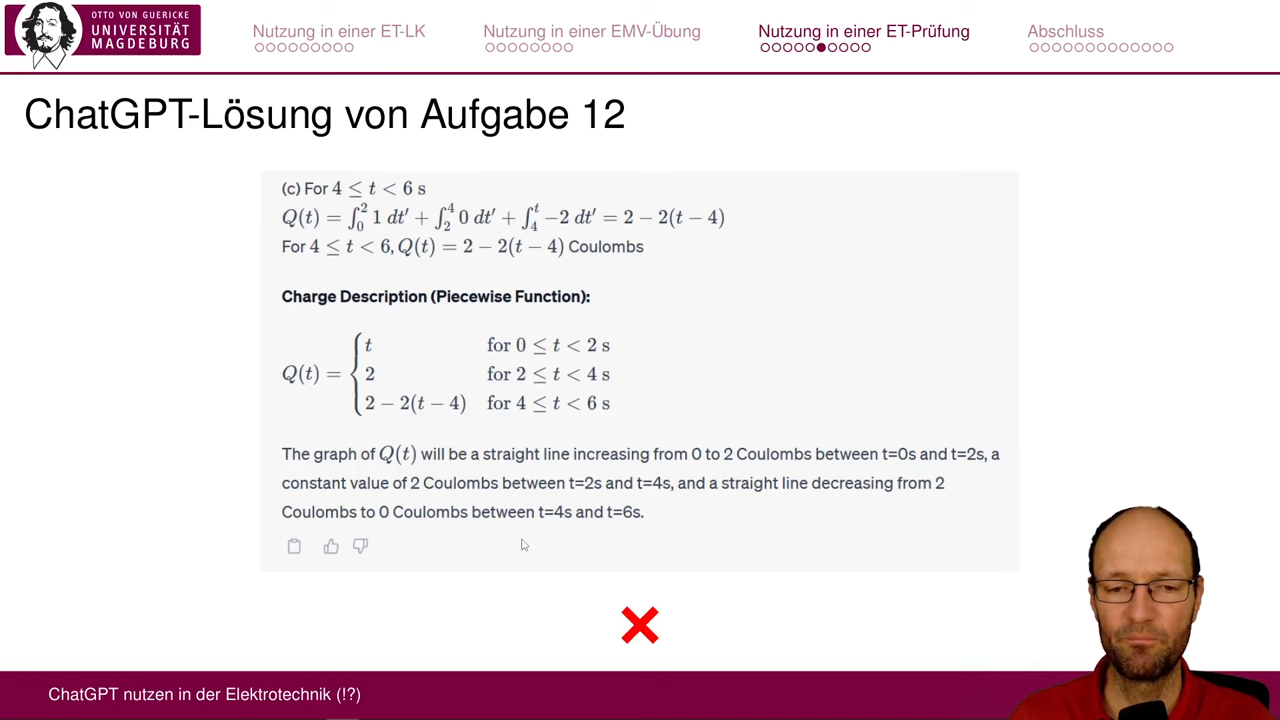 OTTO VON GUERICKE
UNIVERSITÄT
MAGDEBURG
Nutzung in einer ET-LK
Nutzung in einer EMV-Übung
Nutzung in einer ET-Prüfung
Abschluss
ChatGPT-Lösung von Aufgabe 12
(c) For 4 ≤ t < 6 s
Q(t) = ∫₀² 1 dt′ + ∫₂⁴ 0 dt′ + ∫₄ᵗ −2 dt′ = 2 − 2(t − 4)
For 4 ≤ t < 6, Q(t) = 2 − 2(t − 4) Coulombs
Charge Description (Piecewise Function):
t for 0 ≤ t < 2 s
Q(t) = { 2 for 2 ≤ t < 4 s
2 − 2(t − 4) for 4 ≤ t < 6 s
The graph of Q(t) will be a straight line increasing from 0 to 2 Coulombs between t=0s and t=2s, a
constant value of 2 Coulombs between t=2s and t=4s, and a straight line decreasing from 2
Coulombs to 0 Coulombs between t=4s and t=6s.
ChatGPT nutzen in der Elektrotechnik (!?)